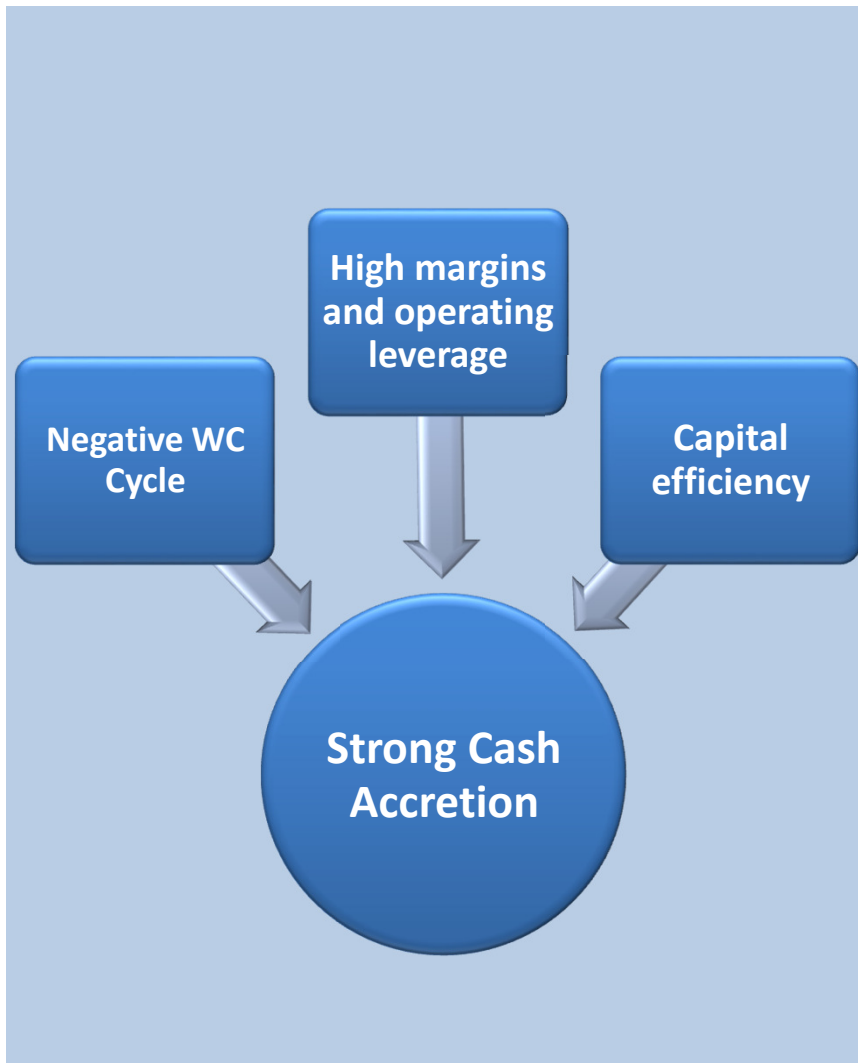 High margins
and operating
leverage
Negative WC
Cycle
Capital
efficiency
Strong Cash
Accretion